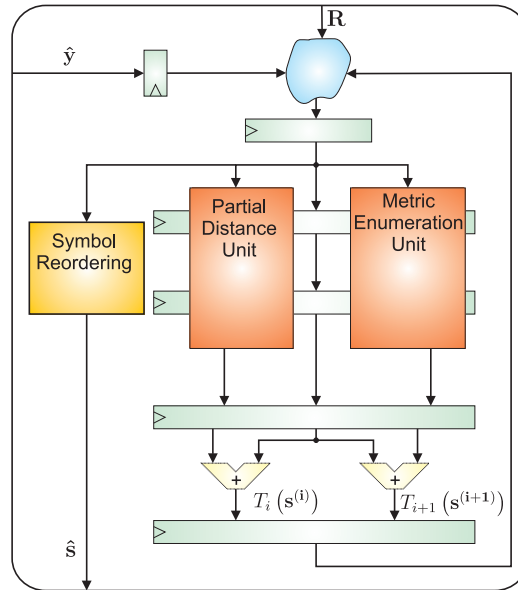 R
ŷ
Partial
Distance
Unit
Metric
Enumeration
Unit
Symbol
Reordering
+
+
T_i (s^(i))
T_{i+1} (s^(i+1))
ŝ